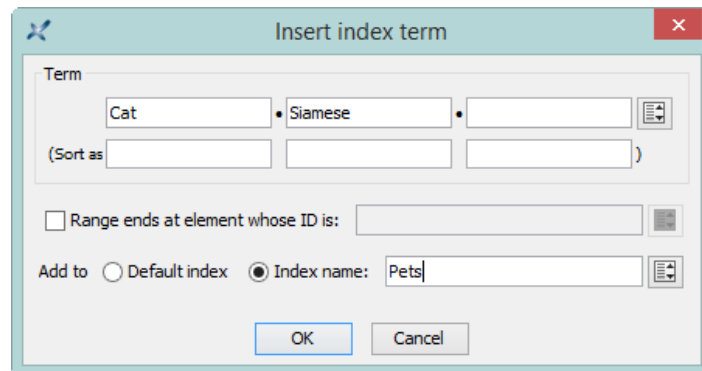 Insert index term
Term
Cat • Siamese •
(Sort as )
Range ends at element whose ID is:
Add to Default index Index name: Pets
OK Cancel